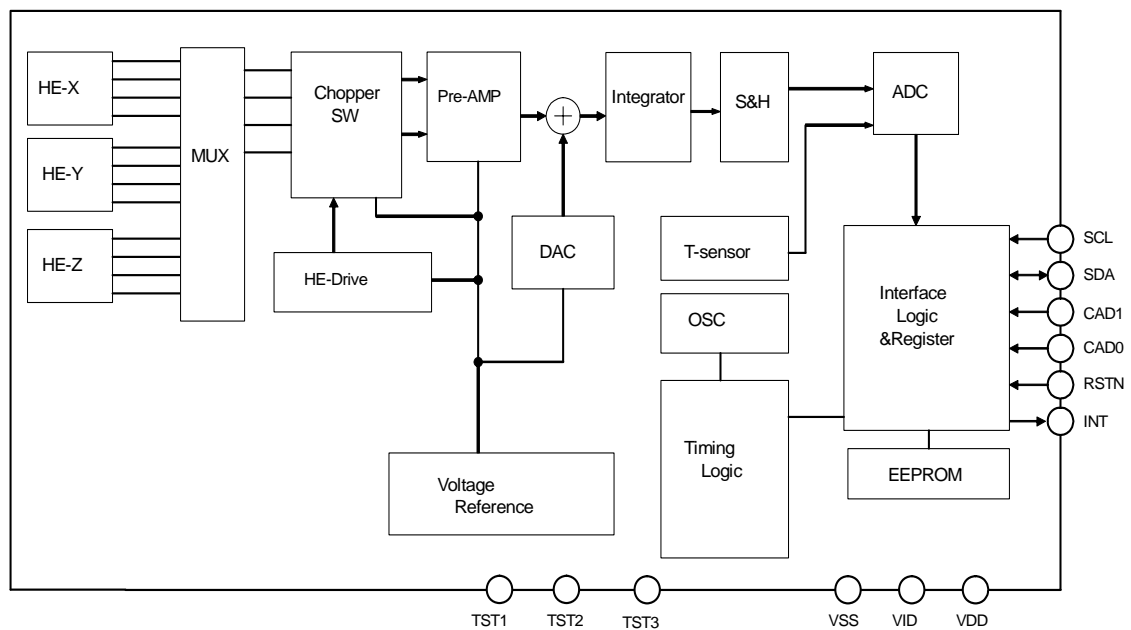 HE-X
HE-Y
HE-Z
MUX
Chopper
SW
HE-Drive
Pre-AMP
DAC
Voltage
Reference
Integrator
S&H
ADC
T-sensor
OSC
Timing
Logic
Interface
Logic
&Register
EEPROM
SCL
SDA
CAD1
CAD0
RSTN
INT
TST1
TST2
TST3
VSS
VID
VDD